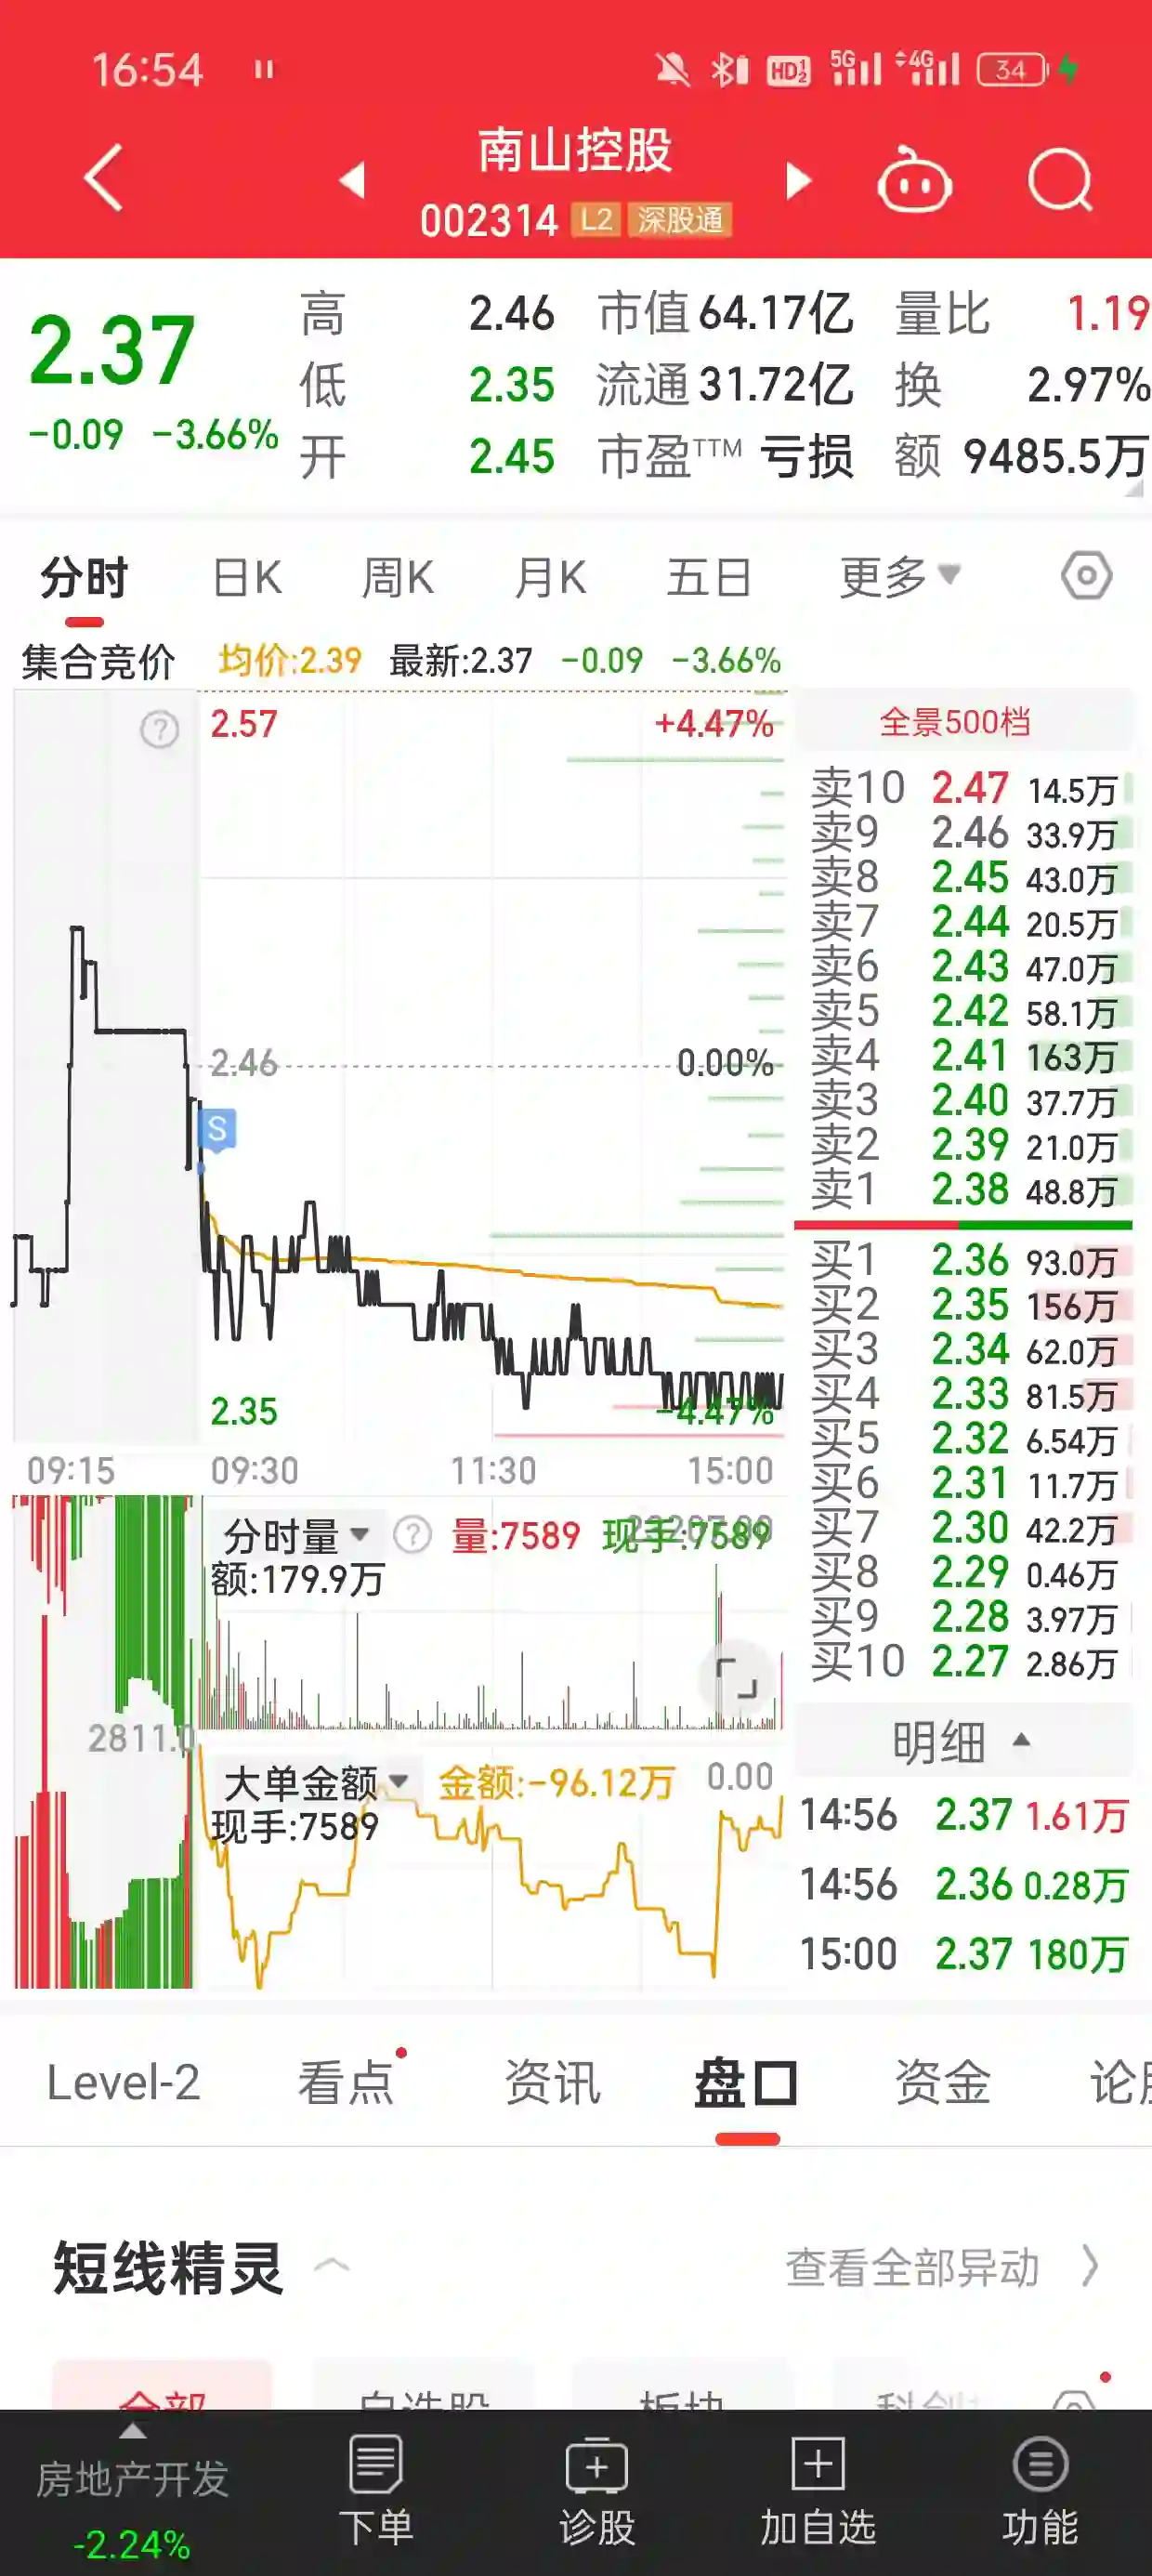 16:54
HD 1 2 5G 4G 34
南山控股
002314 L2 深股通
2.37
-0.09 -3.66%
高 2.46 市值 64.17亿 量比 1.19
低 2.35 流通 31.72亿 换 2.97%
开 2.45 市盈TTM 亏损 额 9485.5万
分时 日K 周K 月K 五日 更多
集合竞价 均价:2.39 最新:2.37 -0.09 -3.66%
2.57 +4.47%
2.46 0.00%
S
2.35 -4.47%
09:15 09:30 11:30 15:00
全景500档
卖10 2.47 14.5万
卖9 2.46 33.9万
卖8 2.45 43.0万
卖7 2.44 20.5万
卖6 2.43 47.0万
卖5 2.42 58.1万
卖4 2.41 163万
卖3 2.40 37.7万
卖2 2.39 21.0万
卖1 2.38 48.8万
买1 2.36 93.0万
买2 2.35 156万
买3 2.34 62.0万
买4 2.33 81.5万
买5 2.32 6.54万
买6 2.31 11.7万
买7 2.30 42.2万
买8 2.29 0.46万
买9 2.28 3.97万
买10 2.27 2.86万
分时量 量:7589 现手:7589
额:179.9万
2811.0
大单金额 金额:-96.12万 0.00
现手:7589
明细
14:56 2.37 1.61万
14:56 2.36 0.28万
15:00 2.37 180万
Level-2 看点 资讯 盘口 资金 论股
短线精灵 查看全部异动
全部 自选股 板块 科创
房地产开发
-2.24%
下单 诊股 加自选 功能